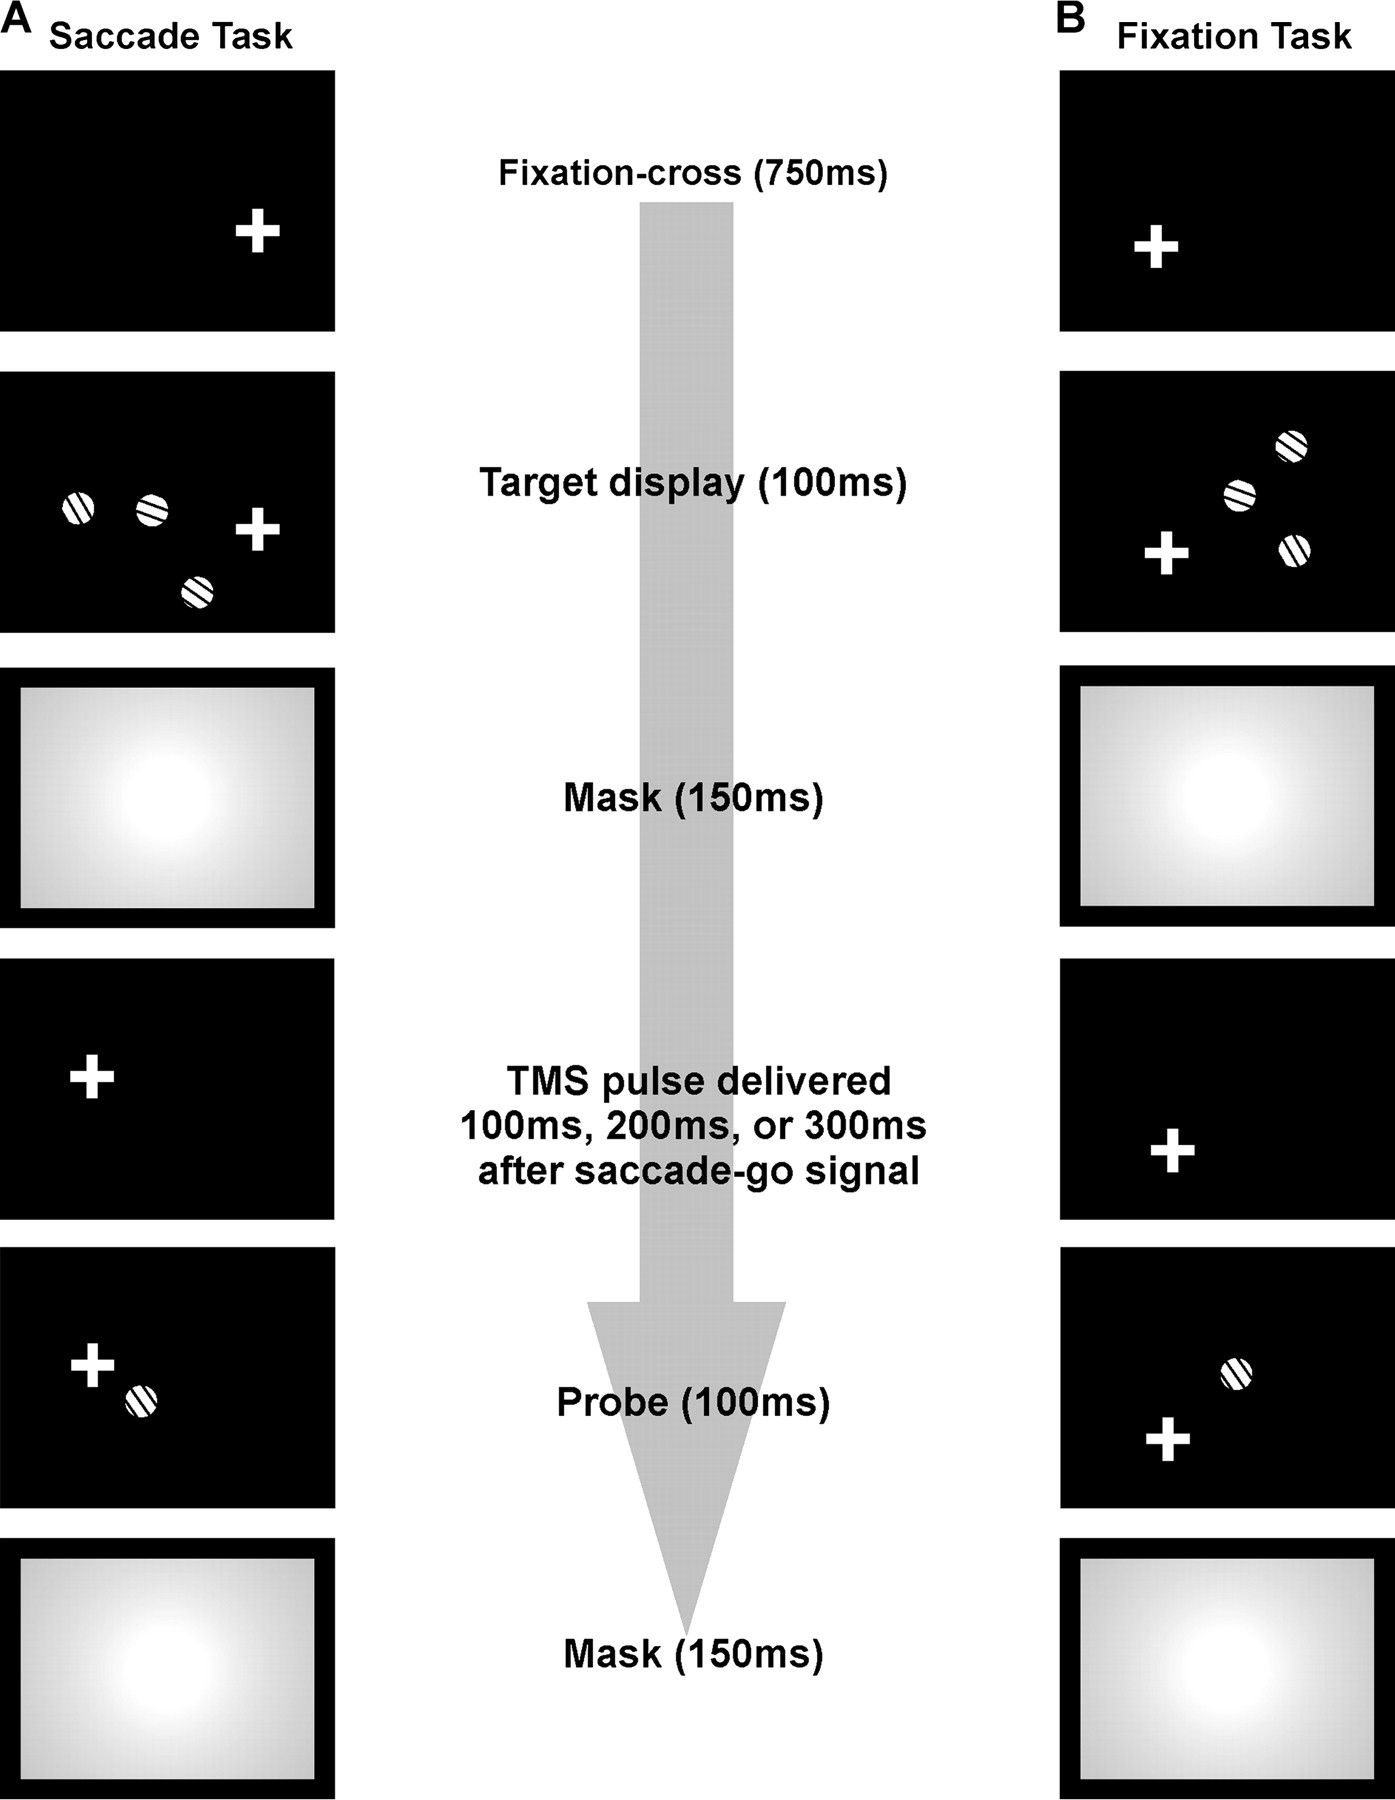 A Saccade Task
B Fixation Task
Fixation-cross (750ms)
Target display (100ms)
Mask (150ms)
TMS pulse delivered
100ms, 200ms, or 300ms
after saccade-go signal
Probe (100ms)
Mask (150ms)